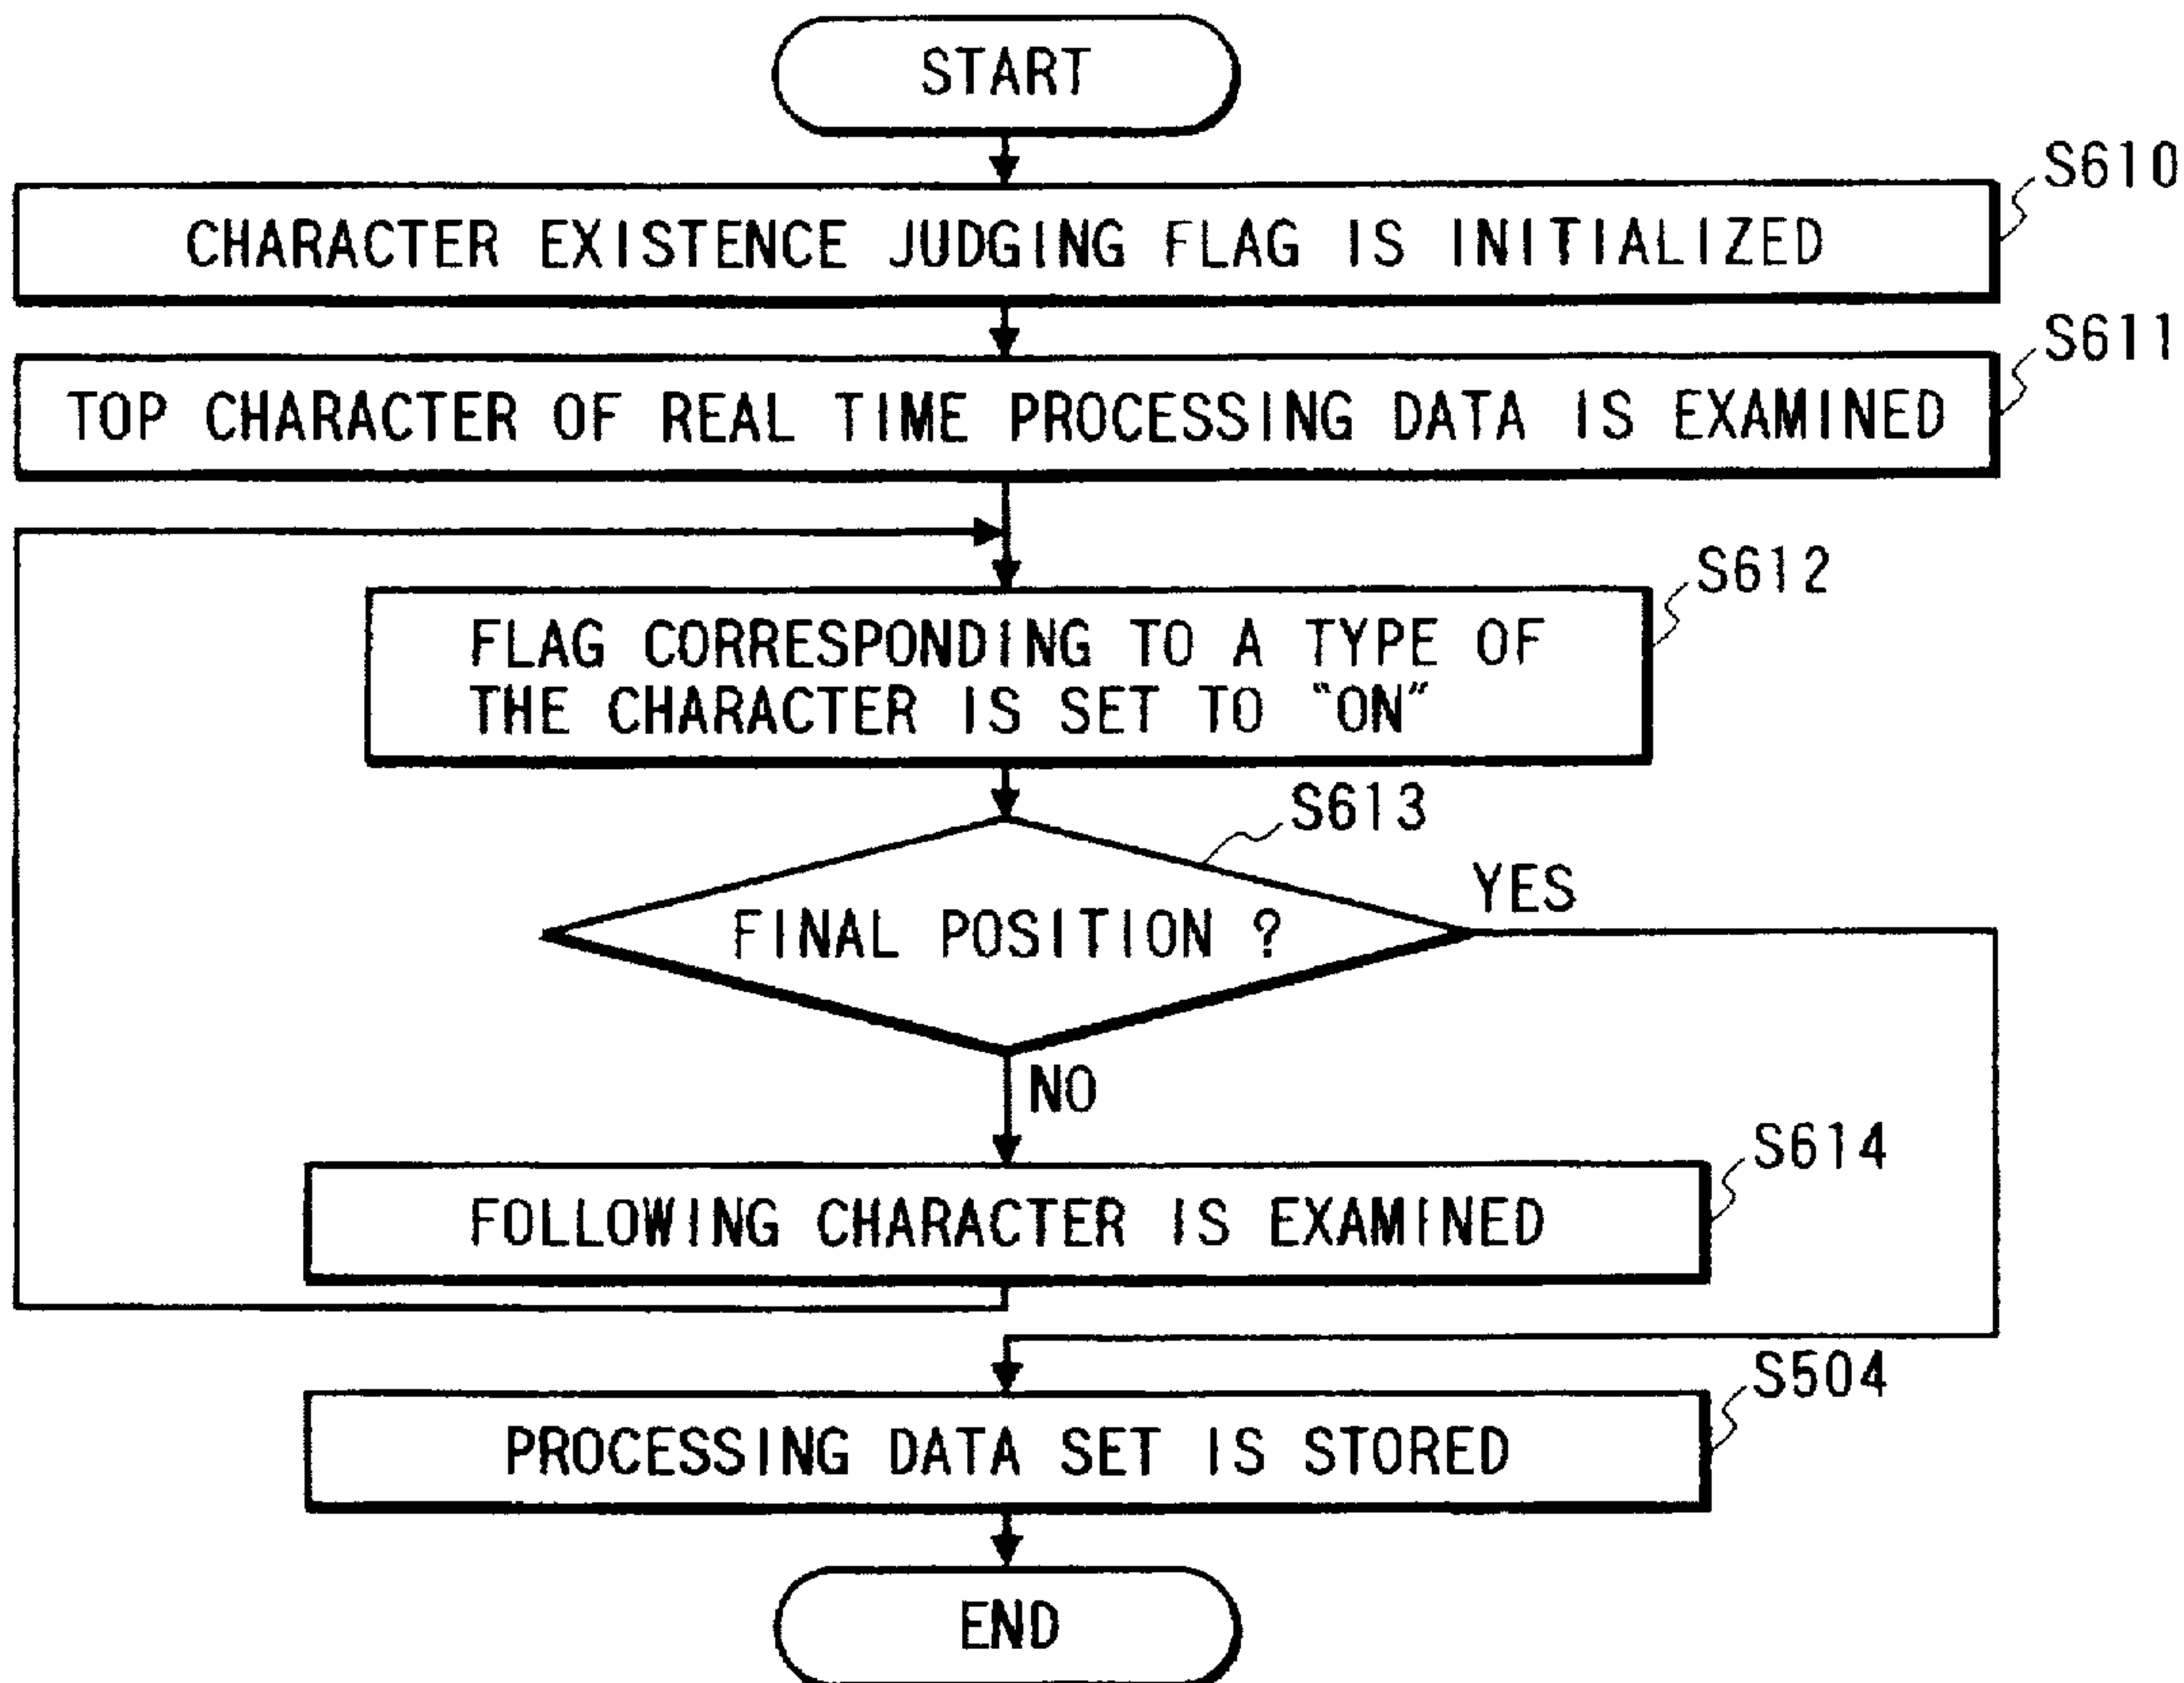 START
S610
CHARACTER EXISTENCE JUDGING FLAG IS INITIALIZED
S611
TOP CHARACTER OF REAL TIME PROCESSING DATA IS EXAMINED
S612
FLAG CORRESPONDING TO A TYPE OF
THE CHARACTER IS SET TO "ON"
S613
YES
FINAL POSITION ?
NO
S614
FOLLOWING CHARACTER IS EXAMINED
S504
PROCESSING DATA SET IS STORED
END